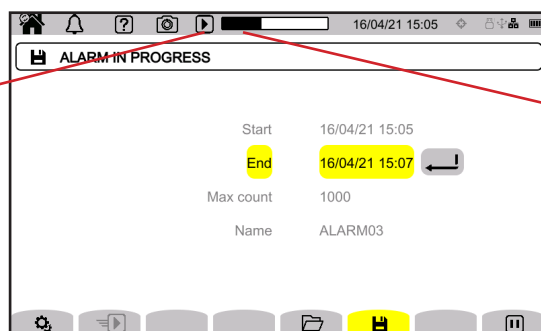 16/04/21 15:05
ALARM IN PROGRESS
Start 16/04/21 15:05
End 16/04/21 15:07
Max count 1000
Name ALARM03